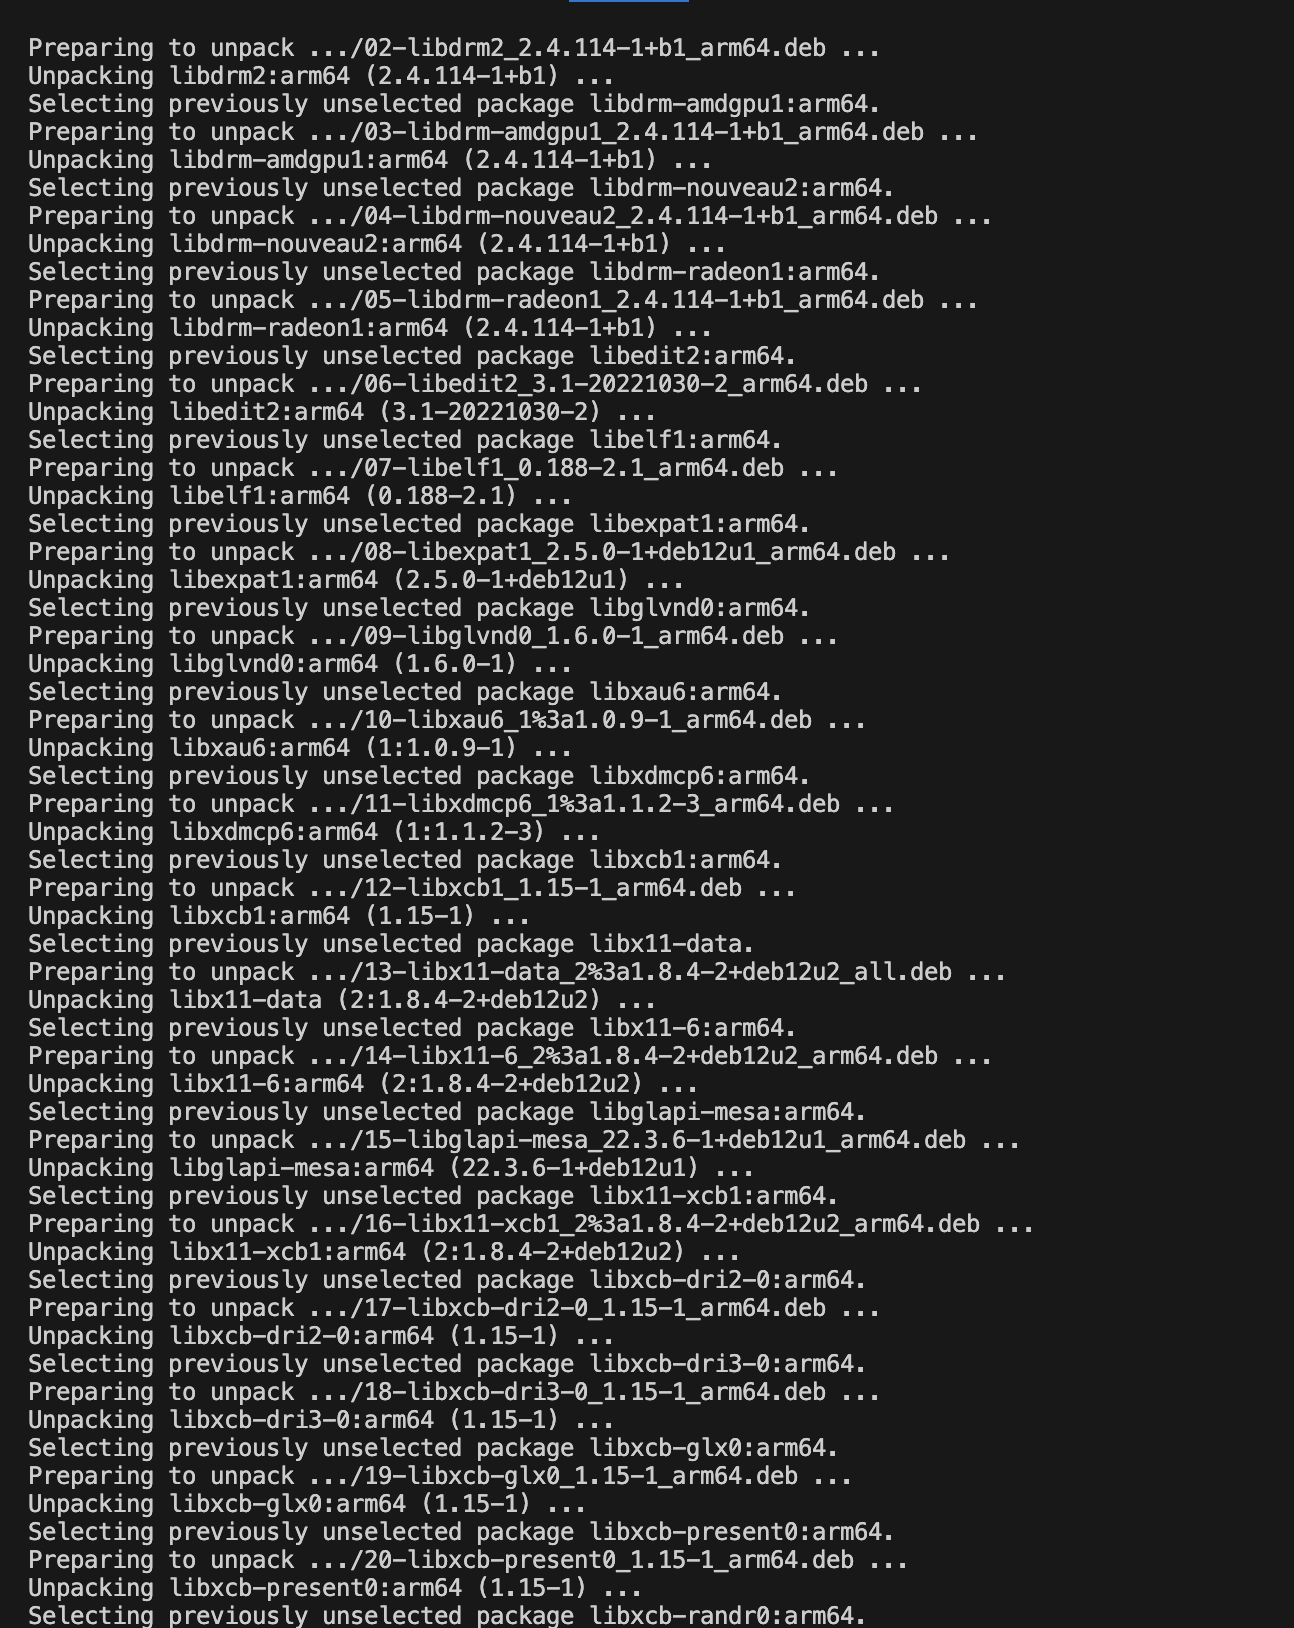 Preparing to unpack .../02-libdrm2_2.4.114-1+b1_arm64.deb ...
Unpacking libdrm2:arm64 (2.4.114-1+b1) ...
Selecting previously unselected package libdrm-amdgpu1:arm64.
Preparing to unpack .../03-libdrm-amdgpu1_2.4.114-1+b1_arm64.deb ...
Unpacking libdrm-amdgpu1:arm64 (2.4.114-1+b1) ...
Selecting previously unselected package libdrm-nouveau2:arm64.
Preparing to unpack .../04-libdrm-nouveau2_2.4.114-1+b1_arm64.deb ...
Unpacking libdrm-nouveau2:arm64 (2.4.114-1+b1) ...
Selecting previously unselected package libdrm-radeon1:arm64.
Preparing to unpack .../05-libdrm-radeon1_2.4.114-1+b1_arm64.deb ...
Unpacking libdrm-radeon1:arm64 (2.4.114-1+b1) ...
Selecting previously unselected package libedit2:arm64.
Preparing to unpack .../06-libedit2_3.1-20221030-2_arm64.deb ...
Unpacking libedit2:arm64 (3.1-20221030-2) ...
Selecting previously unselected package libelf1:arm64.
Preparing to unpack .../07-libelf1_0.188-2.1_arm64.deb ...
Unpacking libelf1:arm64 (0.188-2.1) ...
Selecting previously unselected package libexpat1:arm64.
Preparing to unpack .../08-libexpat1_2.5.0-1+deb12u1_arm64.deb ...
Unpacking libexpat1:arm64 (2.5.0-1+deb12u1) ...
Selecting previously unselected package libglvnd0:arm64.
Preparing to unpack .../09-libglvnd0_1.6.0-1_arm64.deb ...
Unpacking libglvnd0:arm64 (1.6.0-1) ...
Selecting previously unselected package libxau6:arm64.
Preparing to unpack .../10-libxau6_1%3a1.0.9-1_arm64.deb ...
Unpacking libxau6:arm64 (1:1.0.9-1) ...
Selecting previously unselected package libxdmcp6:arm64.
Preparing to unpack .../11-libxdmcp6_1%3a1.1.2-3_arm64.deb ...
Unpacking libxdmcp6:arm64 (1:1.1.2-3) ...
Selecting previously unselected package libxcb1:arm64.
Preparing to unpack .../12-libxcb1_1.15-1_arm64.deb ...
Unpacking libxcb1:arm64 (1.15-1) ...
Selecting previously unselected package libx11-data.
Preparing to unpack .../13-libx11-data_2%3a1.8.4-2+deb12u2_all.deb ...
Unpacking libx11-data (2:1.8.4-2+deb12u2) ...
Selecting previously unselected package libx11-6:arm64.
Preparing to unpack .../14-libx11-6_2%3a1.8.4-2+deb12u2_arm64.deb ...
Unpacking libx11-6:arm64 (2:1.8.4-2+deb12u2) ...
Selecting previously unselected package libglapi-mesa:arm64.
Preparing to unpack .../15-libglapi-mesa_22.3.6-1+deb12u1_arm64.deb ...
Unpacking libglapi-mesa:arm64 (22.3.6-1+deb12u1) ...
Selecting previously unselected package libx11-xcb1:arm64.
Preparing to unpack .../16-libx11-xcb1_2%3a1.8.4-2+deb12u2_arm64.deb ...
Unpacking libx11-xcb1:arm64 (2:1.8.4-2+deb12u2) ...
Selecting previously unselected package libxcb-dri2-0:arm64.
Preparing to unpack .../17-libxcb-dri2-0_1.15-1_arm64.deb ...
Unpacking libxcb-dri2-0:arm64 (1.15-1) ...
Selecting previously unselected package libxcb-dri3-0:arm64.
Preparing to unpack .../18-libxcb-dri3-0_1.15-1_arm64.deb ...
Unpacking libxcb-dri3-0:arm64 (1.15-1) ...
Selecting previously unselected package libxcb-glx0:arm64.
Preparing to unpack .../19-libxcb-glx0_1.15-1_arm64.deb ...
Unpacking libxcb-glx0:arm64 (1.15-1) ...
Selecting previously unselected package libxcb-present0:arm64.
Preparing to unpack .../20-libxcb-present0_1.15-1_arm64.deb ...
Unpacking libxcb-present0:arm64 (1.15-1) ...
Selecting previously unselected package libxcb-randr0:arm64.